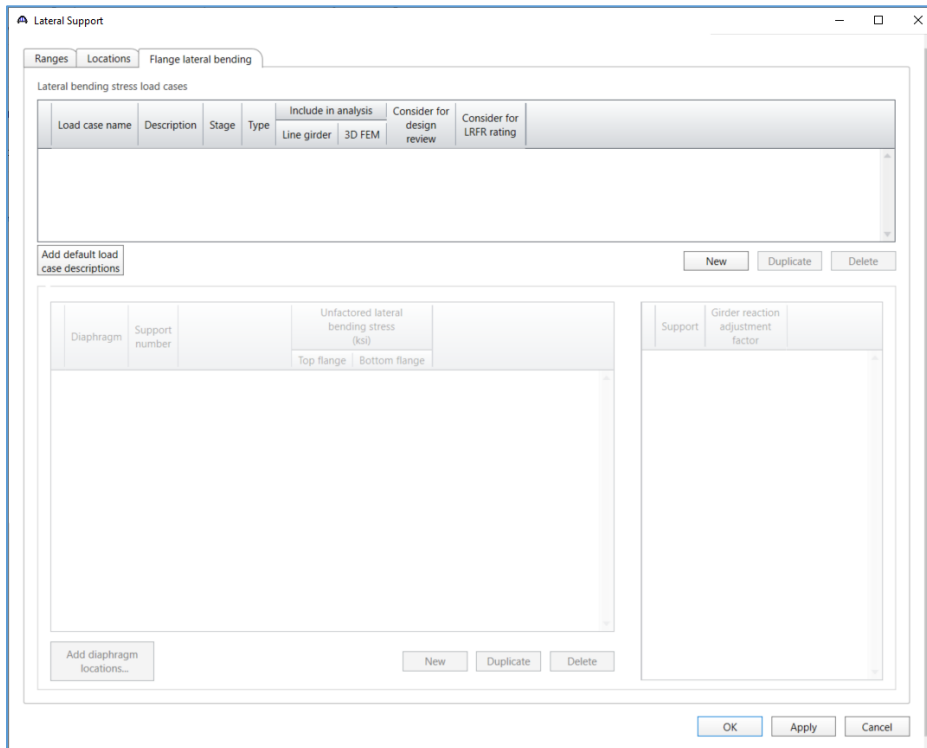 Lateral Support
Ranges Locations Flange lateral bending
Lateral bending stress load cases
Load case name Description Stage Type Include in analysis Consider for design review Consider for LRFR rating
Line girder 3D FEM
Add default load
case descriptions
New Duplicate Delete
Diaphragm Support number Unfactored lateral bending stress (ksi)
Top flange Bottom flange
Support Girder reaction adjustment factor
Add diaphragm
locations...
New Duplicate Delete
OK Apply Cancel